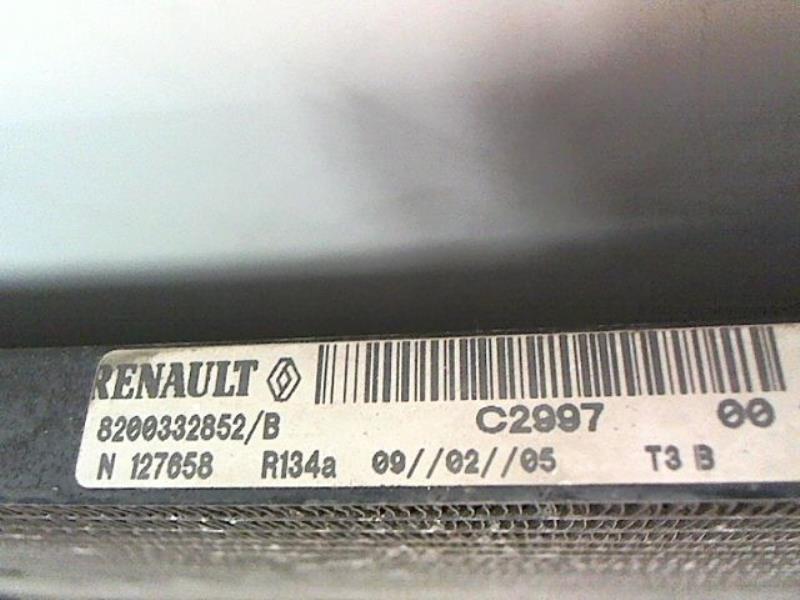 RENAULT
8200332852/B C2997 00
N 127658 R134a 09//02//05 T3 B